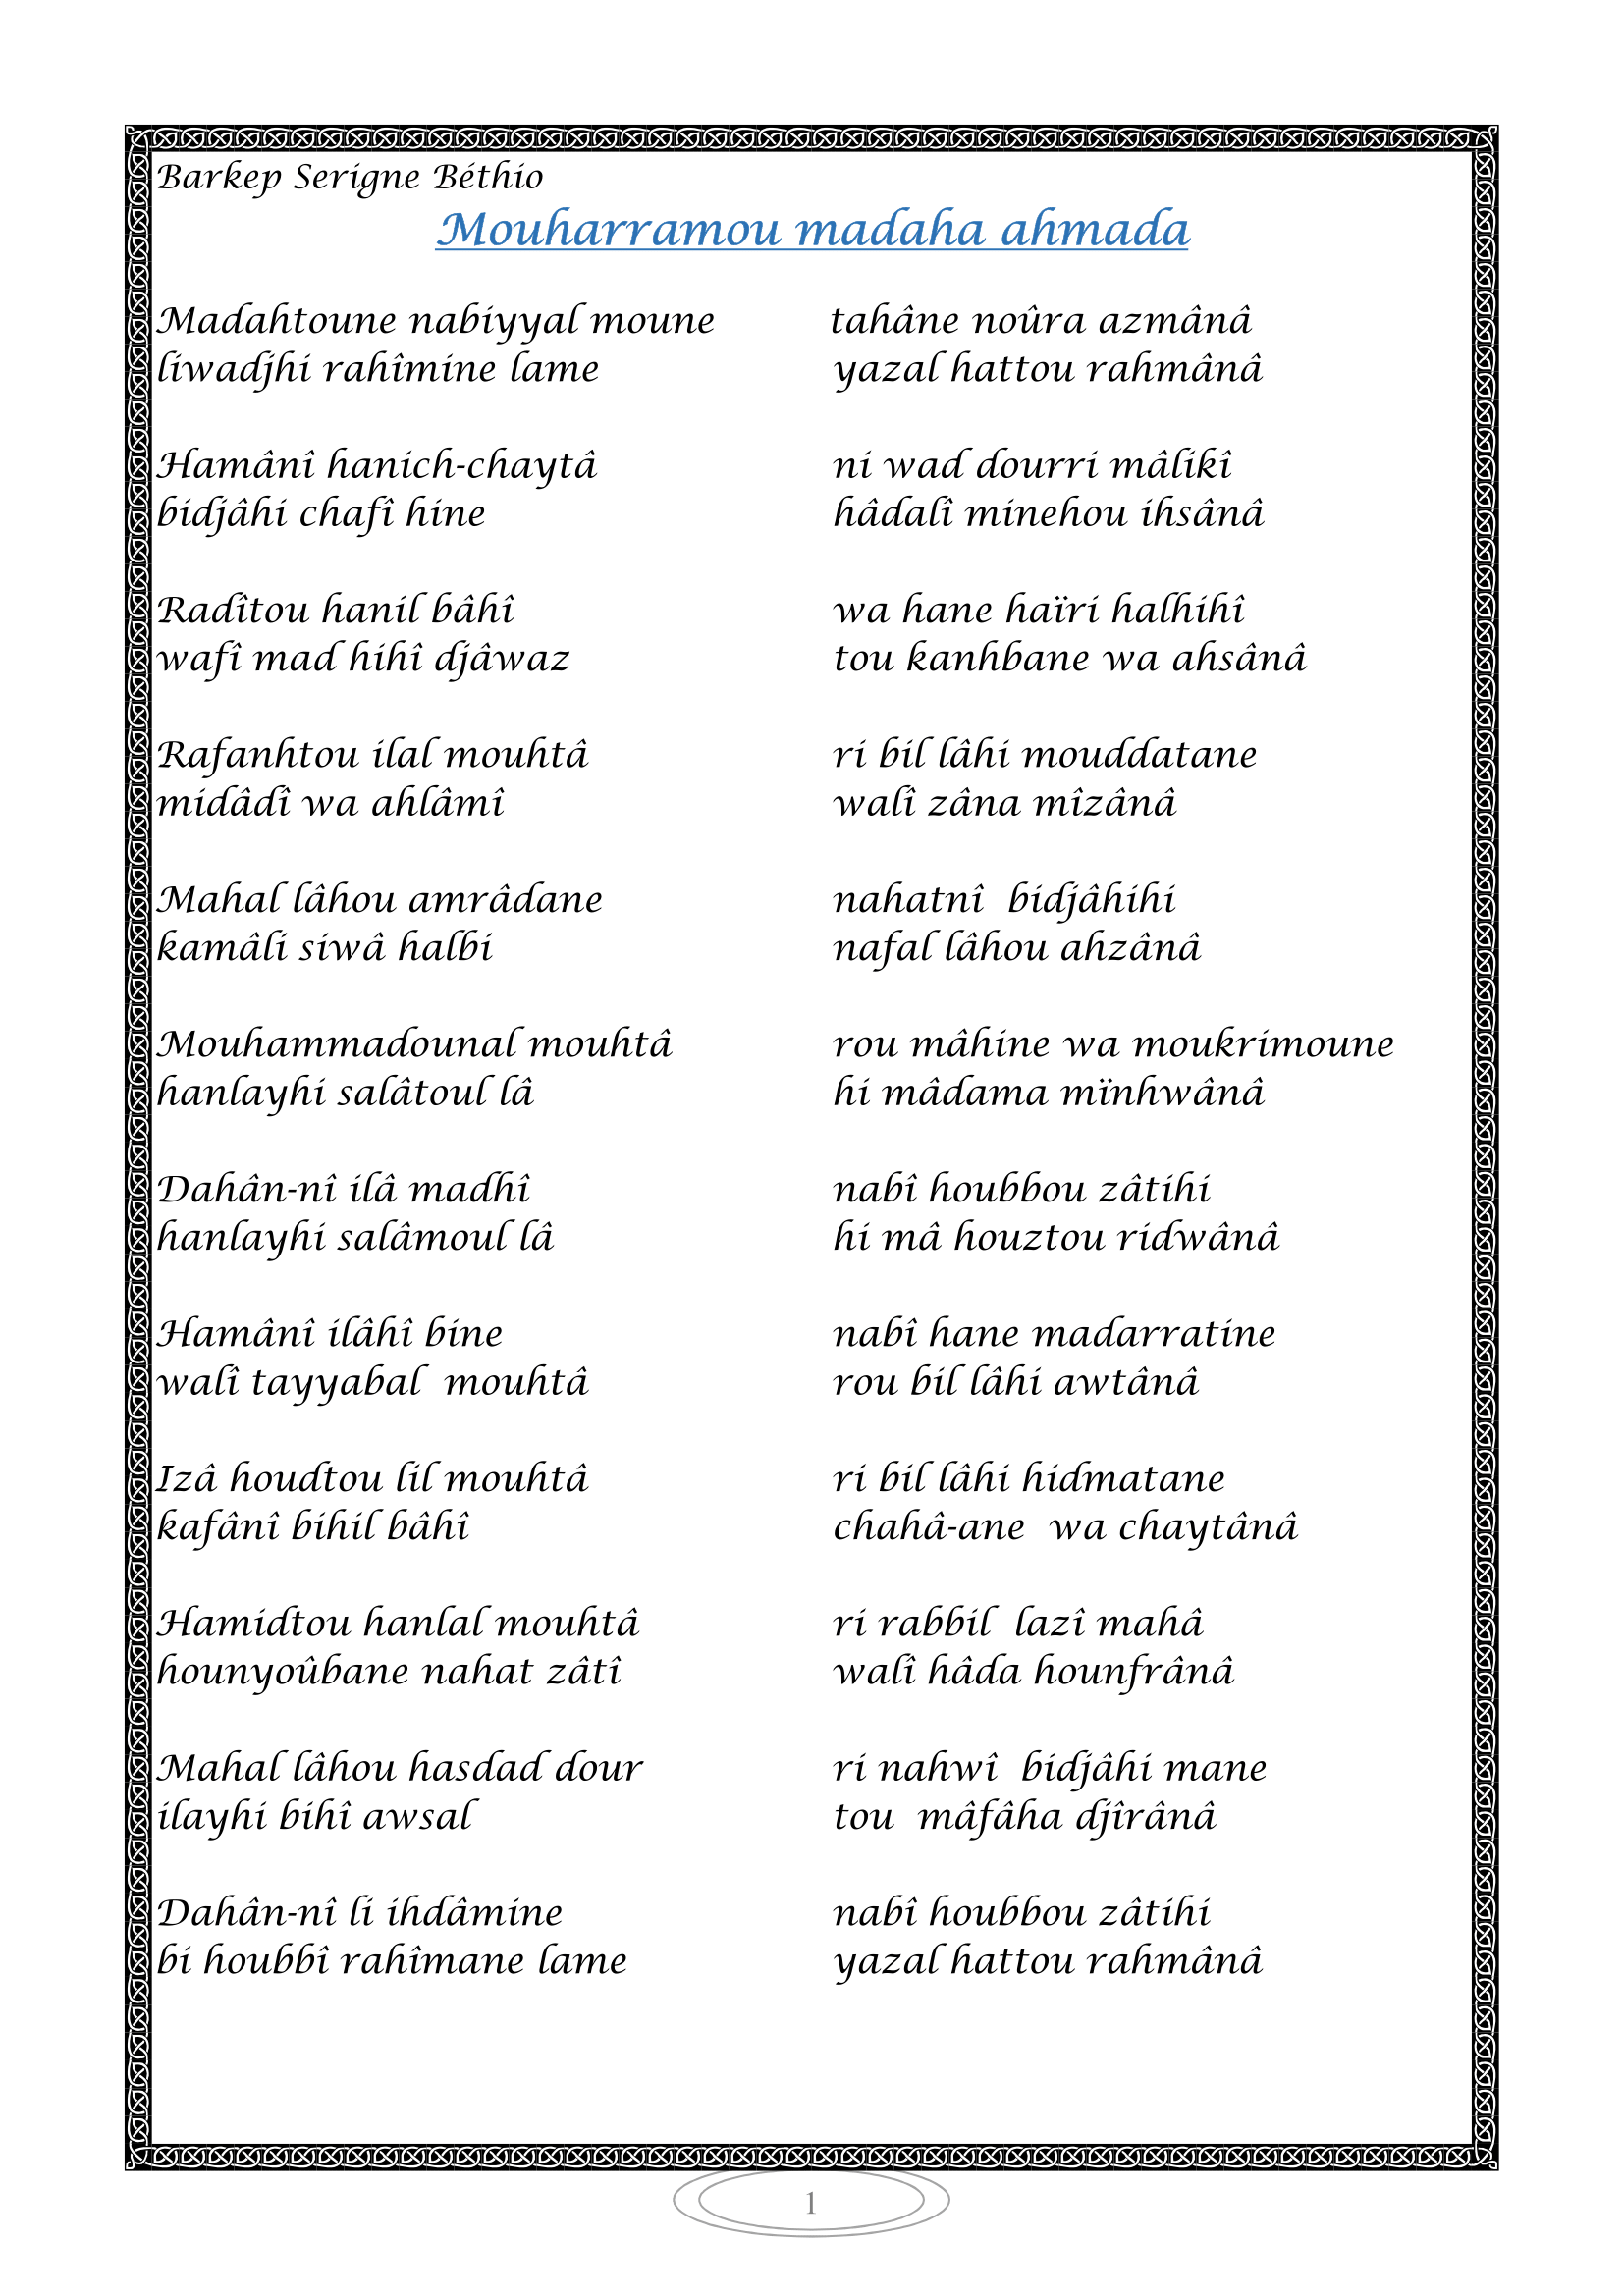 Barkep Serigne Béthio
Mouharramou madaha ahmada
Madahtoune nabiyyal moune tahâne noûra azmânâ
liwadjhi rahîmine lame yazal hattou rahmânâ
Hamânî hanich-chaytâ ni wad dourri mâlikî
bidjâhi chafî hine hâdalî minehou ihsânâ
Radîtou hanil bâhî wa hane haïri halhihî
wafî mad hihî djâwaz tou kanhbane wa ahsânâ
Rafanhtou ilal mouhtâ ri bil lâhi mouddatane
midâdî wa ahlâmî walî zâna mîzânâ
Mahal lâhou amrâdane nahatnî bidjâhihi
kamâli siwâ halbi nafal lâhou ahzânâ
Mouhammadounal mouhtâ rou mâhine wa moukrimoune
hanlayhi salâtoul lâ hi mâdama mïnhwânâ
Dahân-nî ilâ madhî nabî houbbou zâtihi
hanlayhi salâmoul lâ hi mâ houztou ridwânâ
Hamânî ilâhî bine nabî hane madarratine
walî tayyabal mouhtâ rou bil lâhi awtânâ
Izâ houdtou lil mouhtâ ri bil lâhi hidmatane
kafânî bihil bâhî chahâ-ane wa chaytânâ
Hamidtou hanlal mouhtâ ri rabbil lazî mahâ
hounyoûbane nahat zâtî walî hâda hounfrânâ
Mahal lâhou hasdad dour ri nahwî bidjâhi mane
ilayhi bihî awsal tou mâfâha djîrânâ
Dahân-nî li ihdâmine nabî houbbou zâtihi
bi houbbî rahîmane lame yazal hattou rahmânâ
1